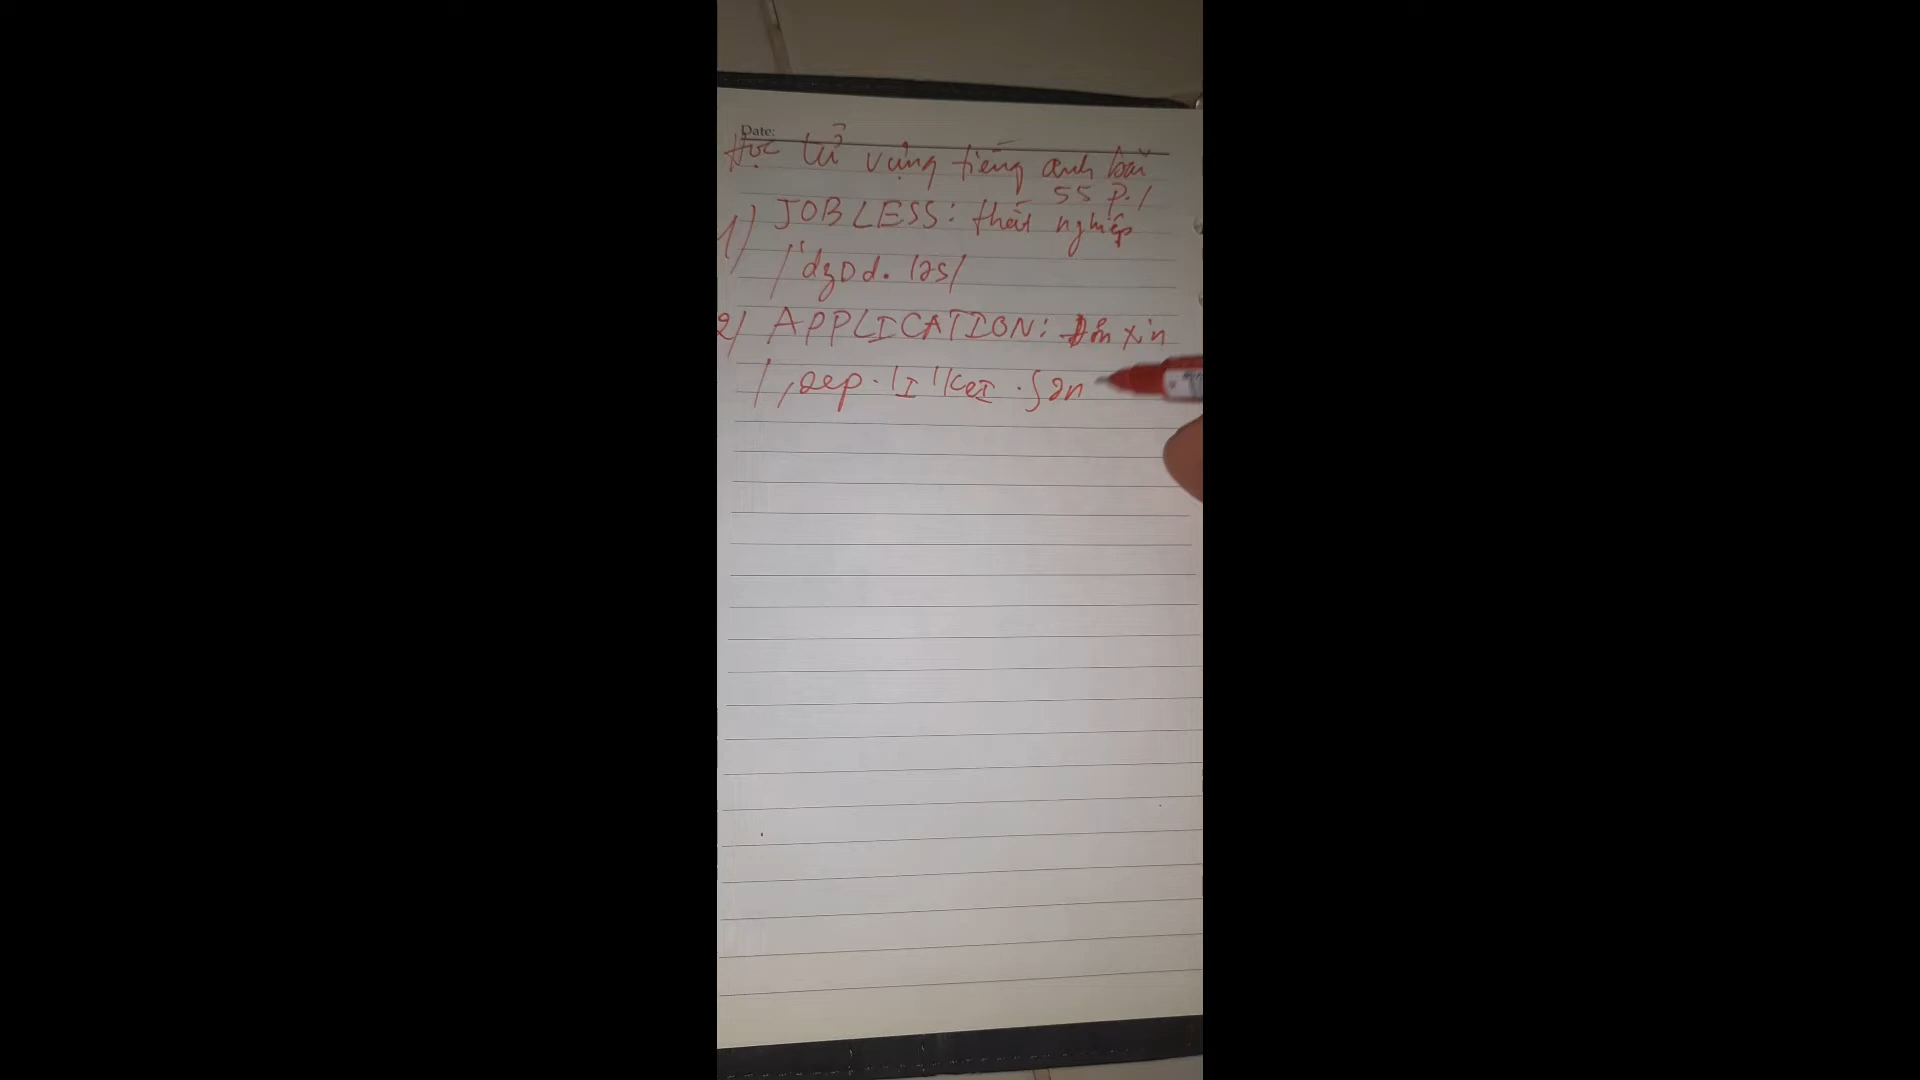 Date:
Học từ vựng tiếng anh bài
55 P.1
1) JOBLESS: thất nghiệp
/ˈdʒɒd.ləs/
2) APPLICATION: Đơn xin
/ˌæp.lɪˈkeɪ.ʃən